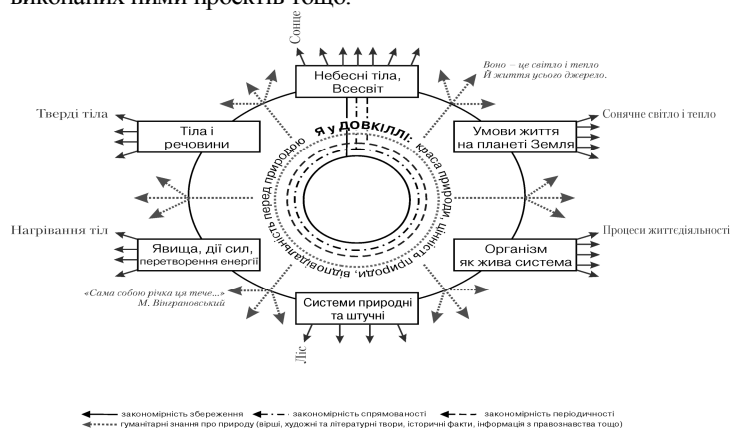 виконаних ними проектів тощо.
Сонце
Небесні тіла,
Всесвіт
Воно – це світло і тепло
Й життя усього джерело.
Тверді тіла
Тіла і
речовини
Я у ДОВКІЛЛІ: краса природи, цінність природи, відповідальність перед природою
Умови життя
на планеті Земля
Сонячне світло і тепло
Нагрівання тіл
Явища, дії сил,
перетворення енергії
Організм
як жива система
Процеси життєдіяльності
«Сама собою річка ця тече...»
М. Вінграновський
Системи природні
та штучні
Ліс
закономірність збереження закономірність спрямованості закономірність періодичності
гуманітарні знання про природу (вірші, художні та літературні твори, історичні факти, інформація з правознавства тощо)